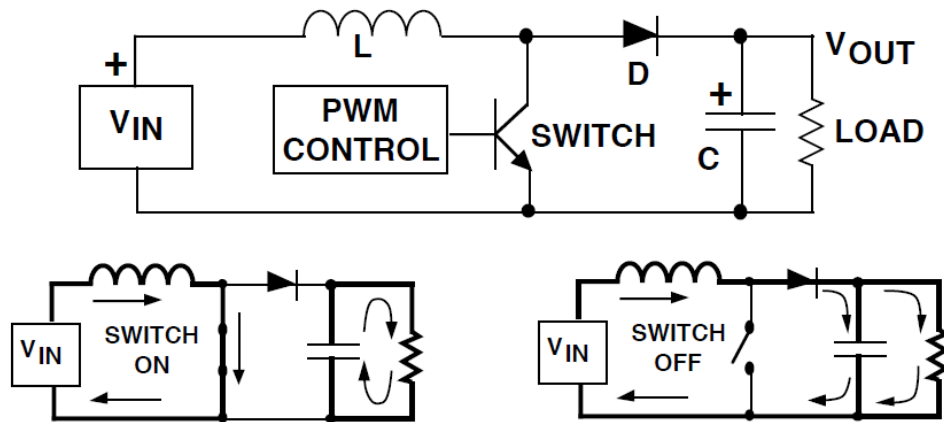 L
D
VOUT
+
VIN
PWM
CONTROL
SWITCH
+
C
LOAD
VIN
SWITCH
ON
VIN
SWITCH
OFF